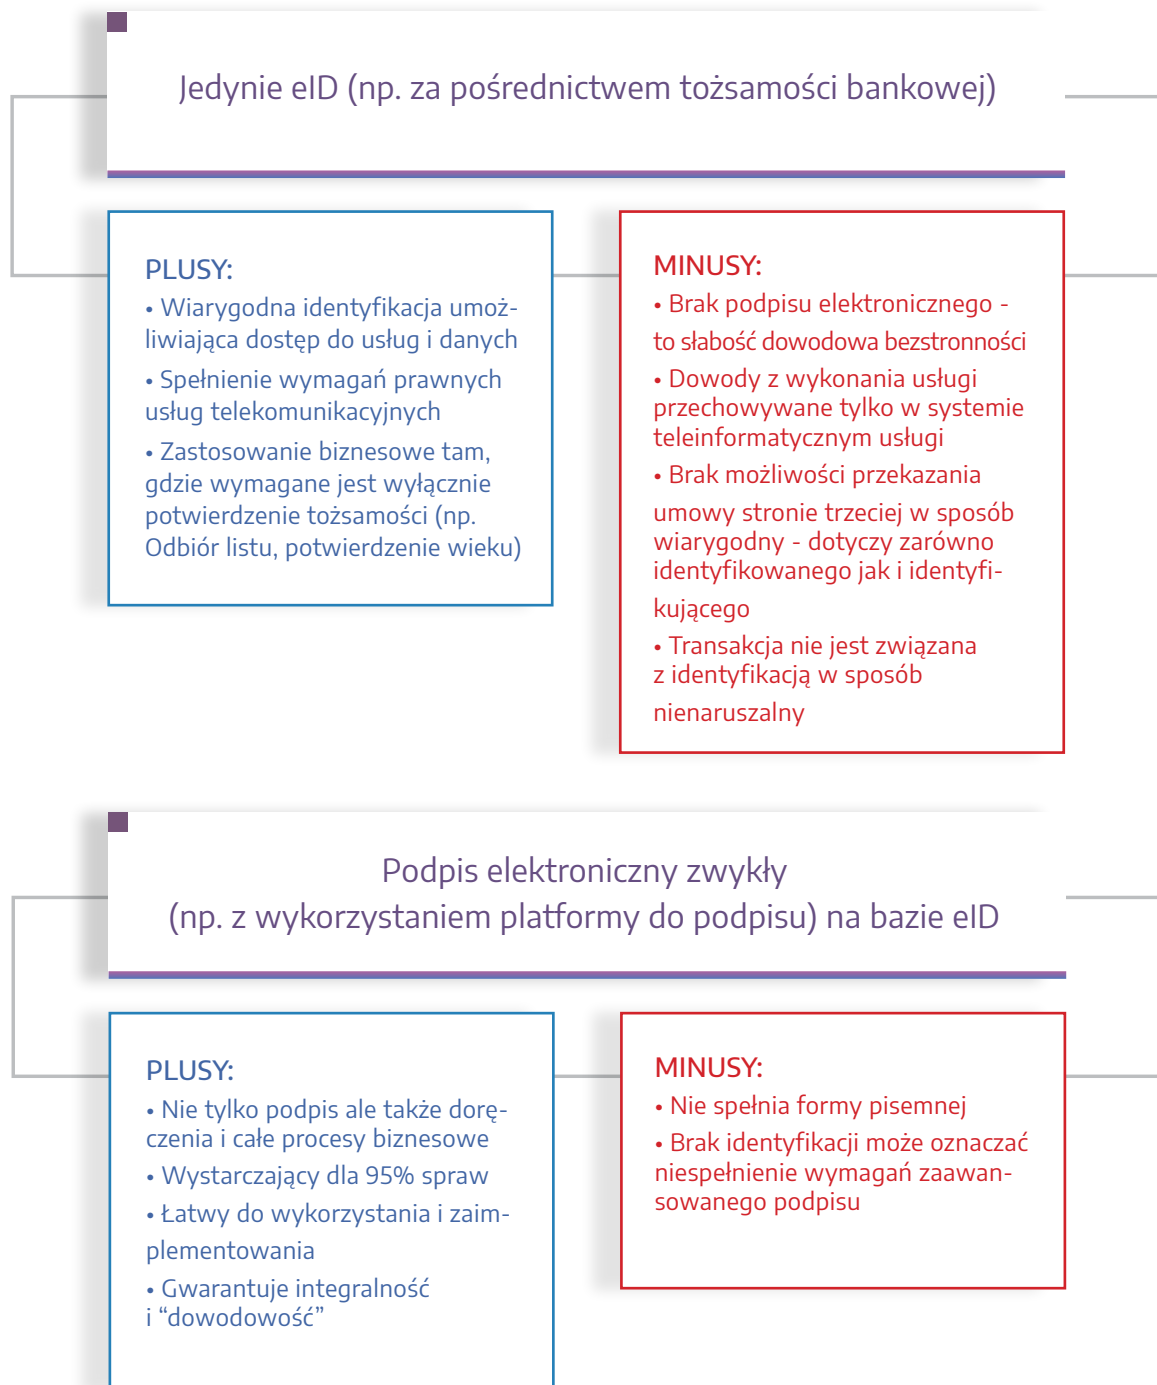 Jedynie eID (np. za pośrednictwem tożsamości bankowej)
PLUSY:
• Wiarygodna identyfikacja umoż-
liwiająca dostęp do usług i danych
• Spełnienie wymagań prawnych
usług telekomunikacyjnych
• Zastosowanie biznesowe tam,
gdzie wymagane jest wyłącznie
potwierdzenie tożsamości (np.
Odbiór listu, potwierdzenie wieku)
MINUSY:
• Brak podpisu elektronicznego -
to słabość dowodowa bezstronności
• Dowody z wykonania usługi
przechowywane tylko w systemie
teleinformatycznym usługi
• Brak możliwości przekazania
umowy stronie trzeciej w sposób
wiarygodny - dotyczy zarówno
identyfikowanego jak i identyfi-
kującego
• Transakcja nie jest związana
z identyfikacją w sposób
nienaruszalny
Podpis elektroniczny zwykły
(np. z wykorzystaniem platformy do podpisu) na bazie eID
PLUSY:
• Nie tylko podpis ale także dorę-
czenia i całe procesy biznesowe
• Wystarczający dla 95% spraw
• Łatwy do wykorzystania i zaim-
plementowania
• Gwarantuje integralność
i “dowodowość”
MINUSY:
• Nie spełnia formy pisemnej
• Brak identyfikacji może oznaczać
niespełnienie wymagań zaawan-
sowanego podpisu